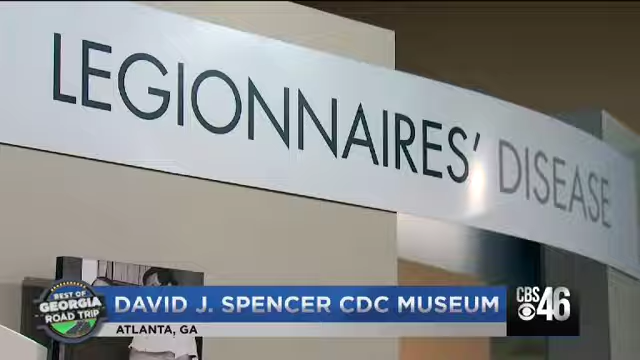 LEGIONNAIRES' DISEASE
BEST OF
GEORGIA
ROAD TRIP
DAVID J. SPENCER CDC MUSEUM
ATLANTA, GA
CBS 46